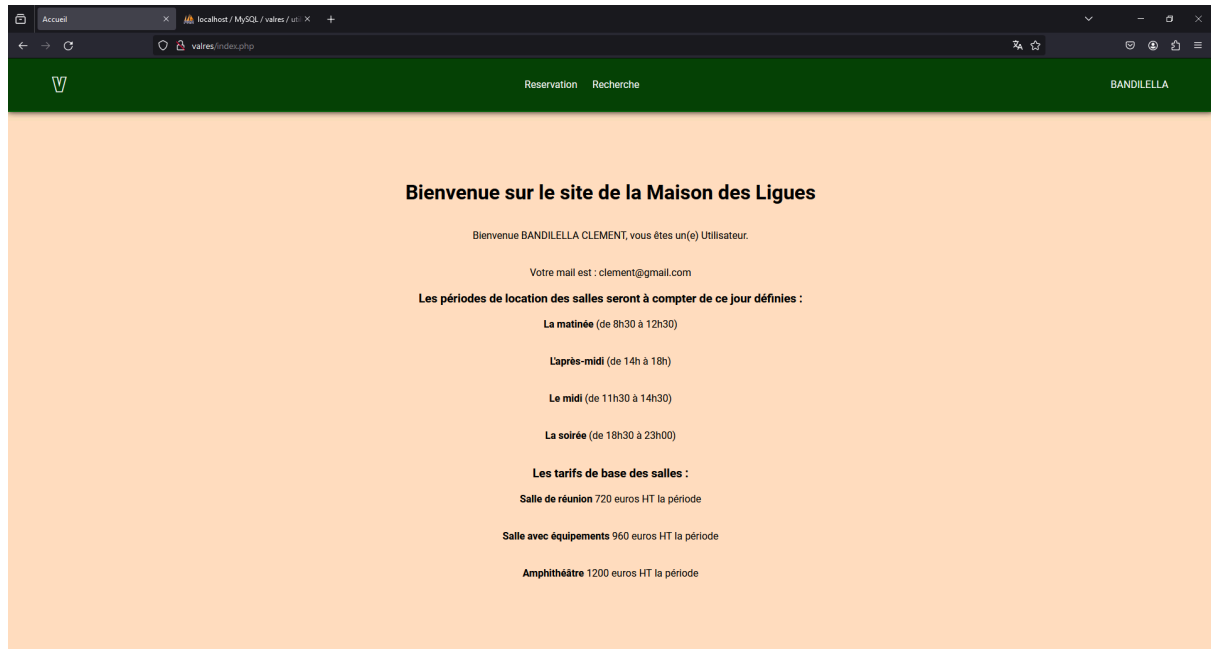 Accueil
localhost / MySQL / valres / uti
valres/index.php
V
Reservation Recherche
BANDILELLA
Bienvenue sur le site de la Maison des Ligues
Bienvenue BANDILELLA CLEMENT, vous êtes un(e) Utilisateur.
Votre mail est : clement@gmail.com
Les périodes de location des salles seront à compter de ce jour définies :
La matinée (de 8h30 à 12h30)
L'après-midi (de 14h à 18h)
Le midi (de 11h30 à 14h30)
La soirée (de 18h30 à 23h00)
Les tarifs de base des salles :
Salle de réunion 720 euros HT la période
Salle avec équipements 960 euros HT la période
Amphithéâtre 1200 euros HT la période